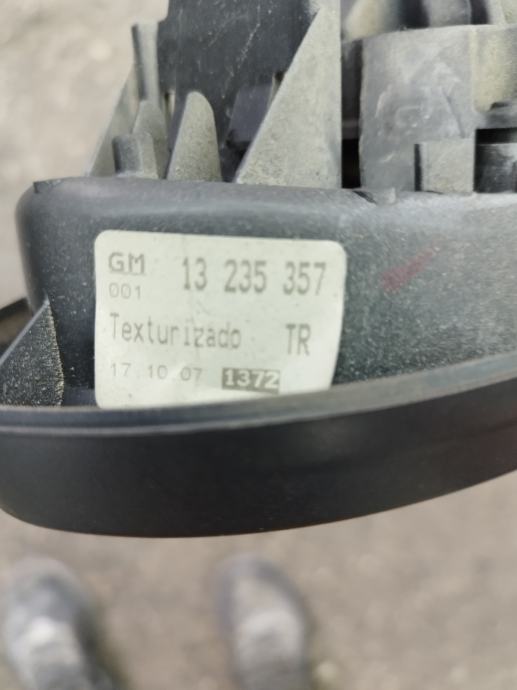 GM 13 235 357
001
Texturizado TR
17.10.07 1372